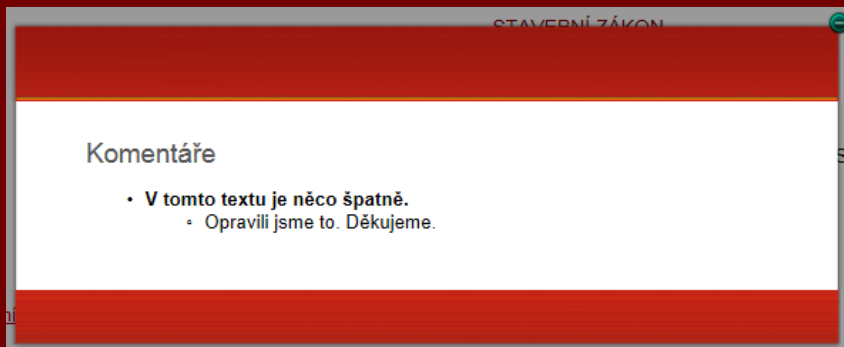 STAVEBNÍ ZÁKON
Komentáře
• V tomto textu je něco špatně.
◦ Opravili jsme to. Děkujeme.